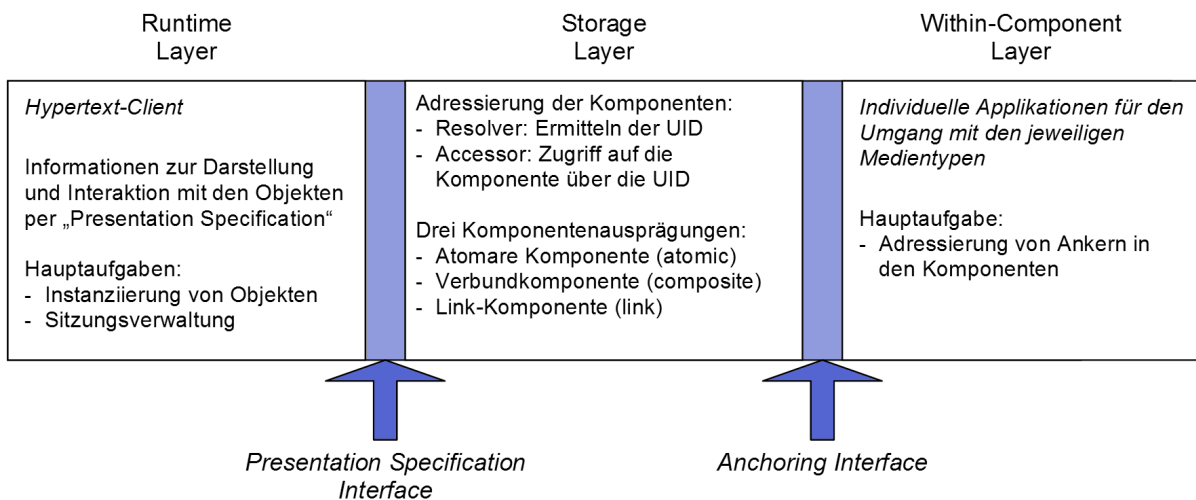 Runtime
Layer
Storage
Layer
Within-Component
Layer
Hypertext-Client
Informationen zur Darstellung
und Interaktion mit den Objekten
per „Presentation Specification“
Hauptaufgaben:
- Instanziierung von Objekten
- Sitzungsverwaltung
Adressierung der Komponenten:
- Resolver: Ermitteln der UID
- Accessor: Zugriff auf die
Komponente über die UID
Drei Komponentenausprägungen:
- Atomare Komponente (atomic)
- Verbundkomponente (composite)
- Link-Komponente (link)
Individuelle Applikationen für den
Umgang mit den jeweiligen
Medientypen
Hauptaufgabe:
- Adressierung von Ankern in
den Komponenten
Presentation Specification
Interface
Anchoring Interface